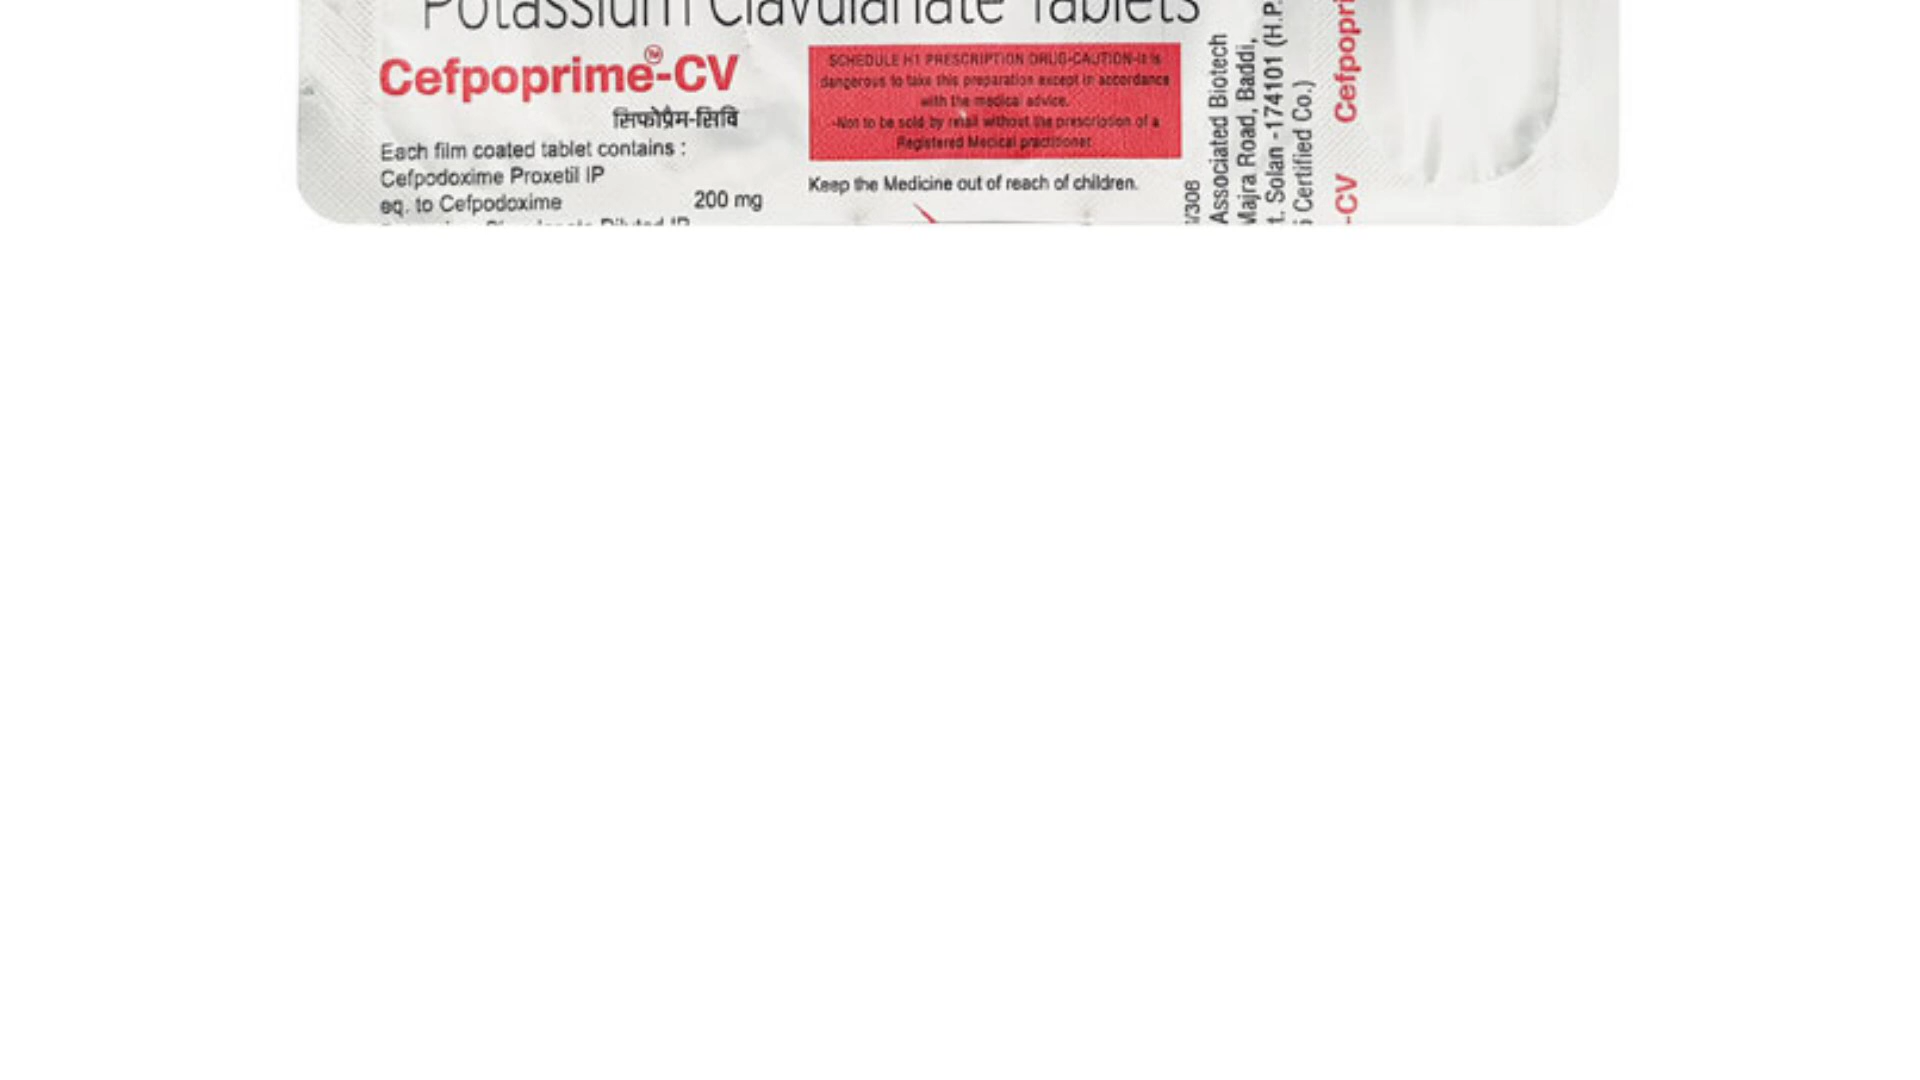 Potassium Clavulanate Tablets
Cefpoprime™-CV
सिफोप्रैम-सिवि
Each film coated tablet contains :
Cefpodoxime Proxetil IP
eq. to Cefpodoxime 200 mg
SCHEDULE H1 PRESCRIPTION DRUG-CAUTION-It is
dangerous to take this preparation except in accordance
with the medical advice.
-Not to be sold by retail without the prescription of a
Registered Medical practitioner
Keep the Medicine out of reach of children.
/308
Associated Biotech
Majra Road, Baddi,
t. Solan -174101 (H.P.
Certified Co.)
-CV Cefpopri